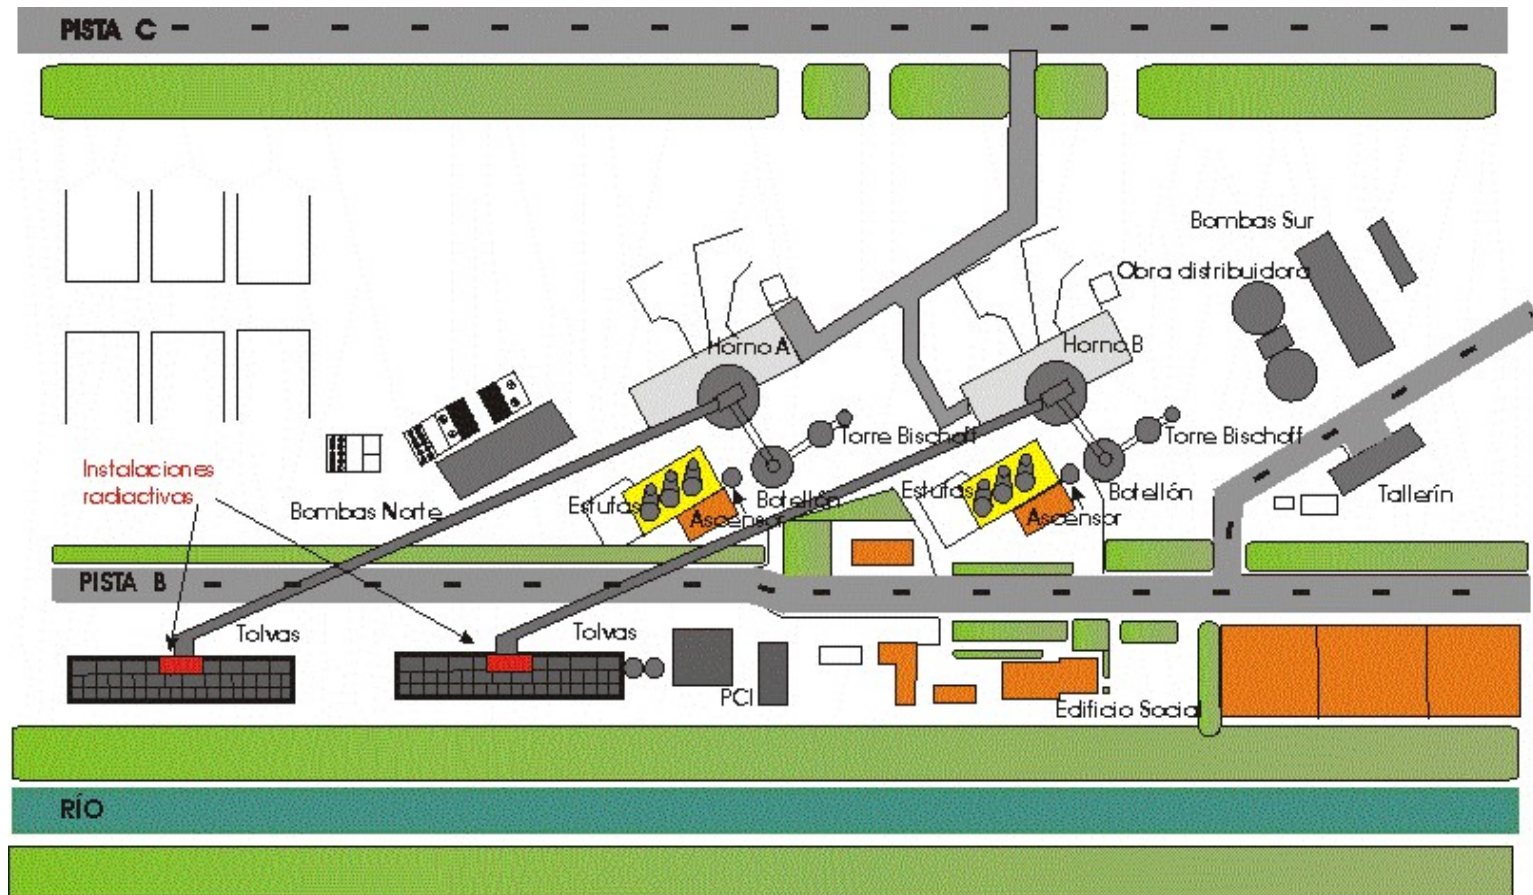 PISTA C
Bombas Sur
Obra distribuidora
Horno A
Horno B
Torre Bischoff
Torre Bischoff
Instalaciones
radiactivas
Bombas Norte
Estufas
Botellón
Ascensor
Estufas
Botellón
Ascensor
Tallerín
PISTA B
Tolvas
Tolvas
PCI
Edificio Social
RÍO